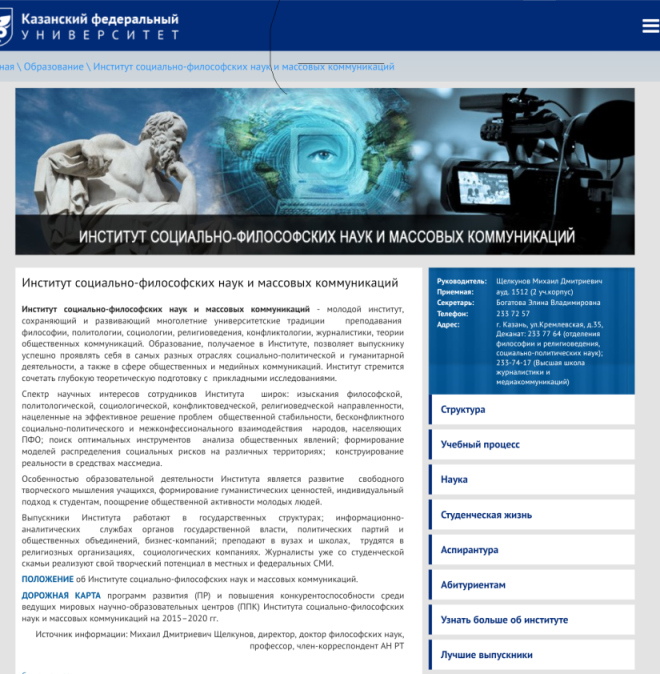 Казанский федеральный
УНИВЕРСИТЕТ
ная \ Образование \ Институт социально-философских наук и массовых коммуникаций
ИНСТИТУТ СОЦИАЛЬНО-ФИЛОСОФСКИХ НАУК И МАССОВЫХ КОММУНИКАЦИЙ
Институт социально-философских наук и массовых коммуникаций
Институт социально-философских наук и массовых коммуникаций - молодой институт,
сохраняющий и развивающий многолетние университетские традиции преподавания
философии, политологии, социологии, религиоведения, конфликтологии, журналистики, теории
общественных коммуникаций. Образование, получаемое в Институте, позволяет выпускнику
успешно проявлять себя в самых разных отраслях социально-политической и гуманитарной
деятельности, а также в сфере общественных и медийных коммуникаций. Институт стремится
сочетать глубокую теоретическую подготовку с прикладными исследованиями.
Спектр научных интересов сотрудников Института широк: изыскания философской,
политологической, социологической, конфликтоведческой, религиоведческой направленности,
нацеленные на эффективное решение проблем общественной стабильности, бесконфликтного
социально-политического и межконфессионального взаимодействия народов, населяющих
ПФО; поиск оптимальных инструментов анализа общественных явлений; формирование
моделей распределения социальных рисков на различных территориях; конструирование
реальности в средствах массмедиа.
Особенностью образовательной деятельности Института является развитие свободного
творческого мышления учащихся, формирование гуманистических ценностей, индивидуальный
подход к студентам, поощрение общественной активности молодых людей.
Выпускники Института работают в государственных структурах; информационно-
аналитических службах органов государственной власти, политических партий и
общественных объединений, бизнес-компаний; преподают в вузах и школах, трудятся в
религиозных организациях, социологических компаниях. Журналисты уже со студенческой
скамьи реализуют свой творческий потенциал в местных и федеральных СМИ.
ПОЛОЖЕНИЕ об Институте социально-философских наук и массовых коммуникаций.
ДОРОЖНАЯ КАРТА программ развития (ПР) и повышения конкурентоспособности среди
ведущих мировых научно-образовательных центров (ППК) Института социально-философских
наук и массовых коммуникаций на 2015–2020 гг.
Источник информации: Михаил Дмитриевич Щелкунов, директор, доктор философских наук,
профессор, член-корреспондент АН РТ
Руководитель: Щелкунов Михаил Дмитриевич
Приемная: ауд. 1512 (2 уч.корпус)
Секретарь: Богатова Элина Владимировна
Телефон: 233 72 57
Адрес: г. Казань, ул.Кремлевская, д.35,
Деканат: 233 77 64 (отделения
философии и религиоведения,
социально-политических наук);
233-74-17 (Высшая школа
журналистики и
медиакоммуникаций)
Структура
Учебный процесс
Наука
Студенческая жизнь
Аспирантура
Абитуриентам
Узнать больше об институте
Лучшие выпускники